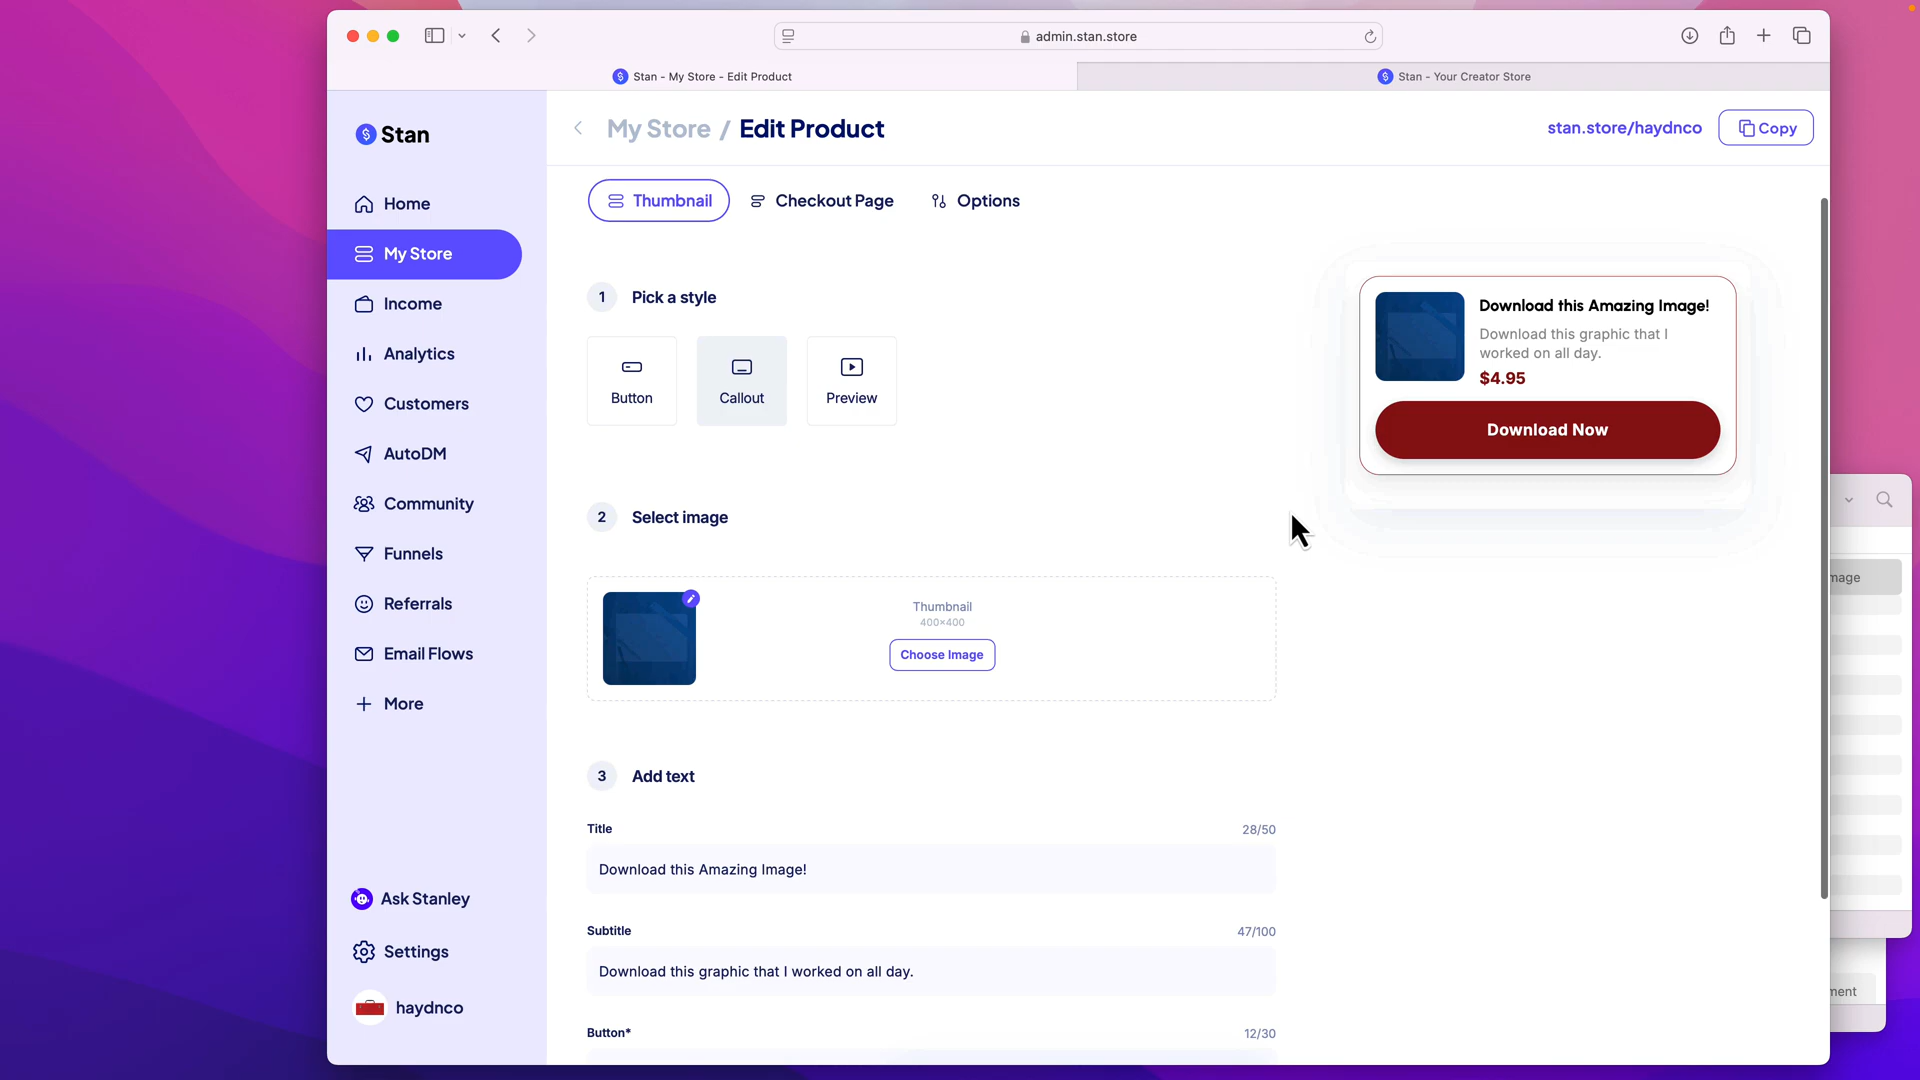 admin.stan.store
Stan - My Store - Edit Product
Stan - Your Creator Store
Stan
My Store / Edit Product
stan.store/haydnco
Copy
Home
My Store
Income
Analytics
Customers
AutoDM
Community
Funnels
Referrals
Email Flows
More
Ask Stanley
Settings
haydnco
Thumbnail
Checkout Page
Options
1 Pick a style
Button
Callout
Preview
2 Select image
Thumbnail
400×400
Choose Image
3 Add text
Title 28/50
Download this Amazing Image!
Subtitle 47/100
Download this graphic that I worked on all day.
Button* 12/30
Download this Amazing Image!
Download this graphic that I
worked on all day.
$4.95
Download Now